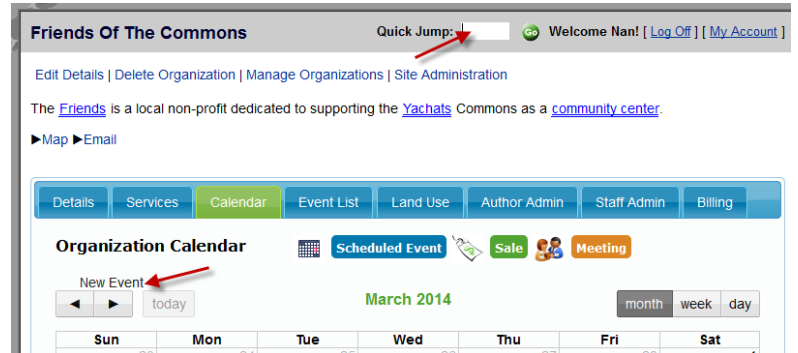 Friends Of The Commons Quick Jump: Go Welcome Nan! [ Log Off ] [ My Account ]
Edit Details | Delete Organization | Manage Organizations | Site Administration
The Friends is a local non-profit dedicated to supporting the Yachats Commons as a community center.
►Map ►Email
Details Services Calendar Event List Land Use Author Admin Staff Admin Billing
Organization Calendar Scheduled Event Sale Meeting
New Event
◄ ► today March 2014 month week day
Sun Mon Tue Wed Thu Fri Sat